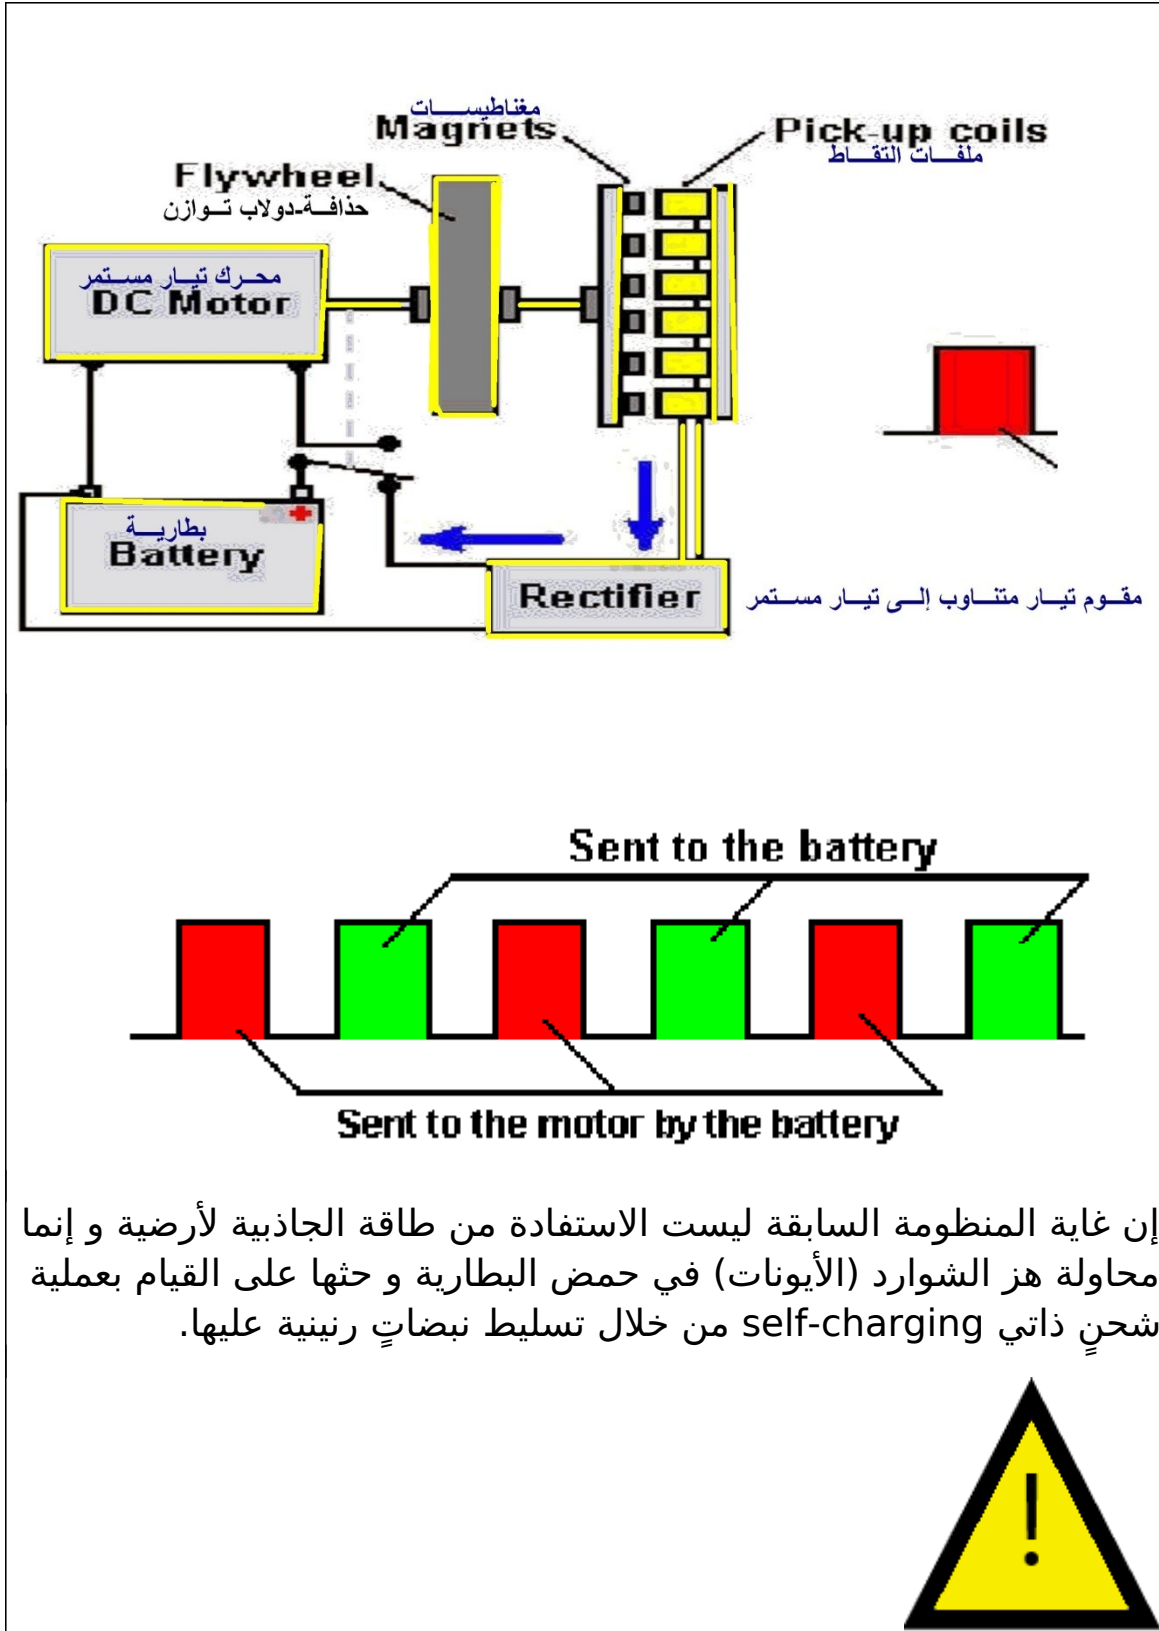 مغناطيسات
Magnets
Pick-up coils
ملفات التقاط
Flywheel
حذافة-دولاب توازن
محرك تيار مستمر
DC Motor
بطارية
Battery
Rectifier
مقوم تيار متناوب إلى تيار مستمر
Sent to the battery
Sent to the motor by the battery
إن غاية المنظومة السابقة ليست الاستفادة من طاقة الجاذبية لأرضية و إنما
محاولة هز الشوارد (الأيونات) في حمض البطارية و حثها على القيام بعملية
شحنٍ ذاتي self-charging من خلال تسليط نبضاتٍ رنينية عليها.
!